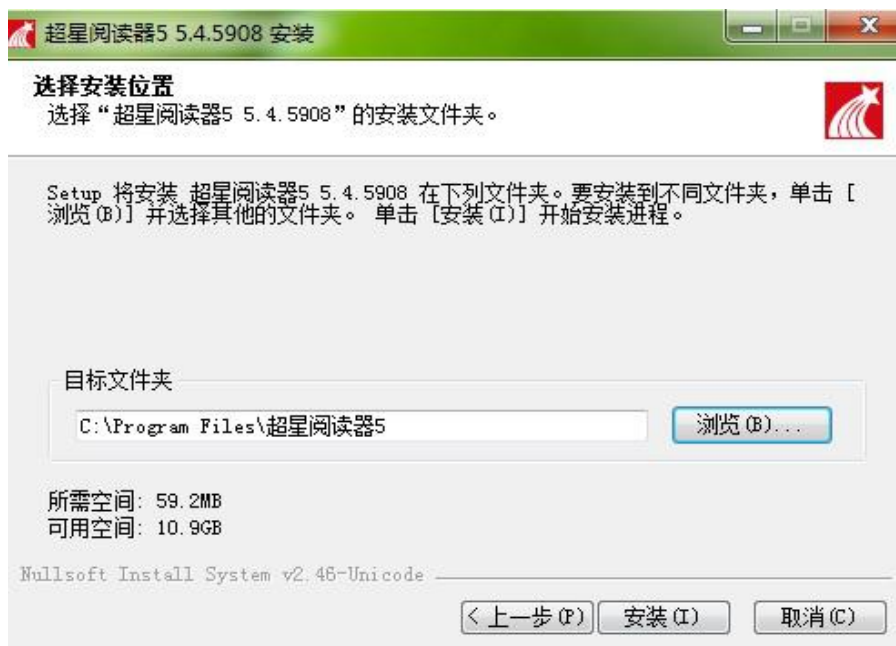 超星阅读器5 5.4.5908 安装
选择安装位置
选择“超星阅读器5 5.4.5908”的安装文件夹。
Setup 将安装 超星阅读器5 5.4.5908 在下列文件夹。要安装到不同文件夹，单击 [
浏览(B)] 并选择其他的文件夹。 单击 [安装(I)] 开始安装进程。
目标文件夹
C:\Program Files\超星阅读器5
浏览(B)...
所需空间: 59.2MB
可用空间: 10.9GB
Nullsoft Install System v2.46-Unicode
< 上一步(P) 安装(I) 取消(C)